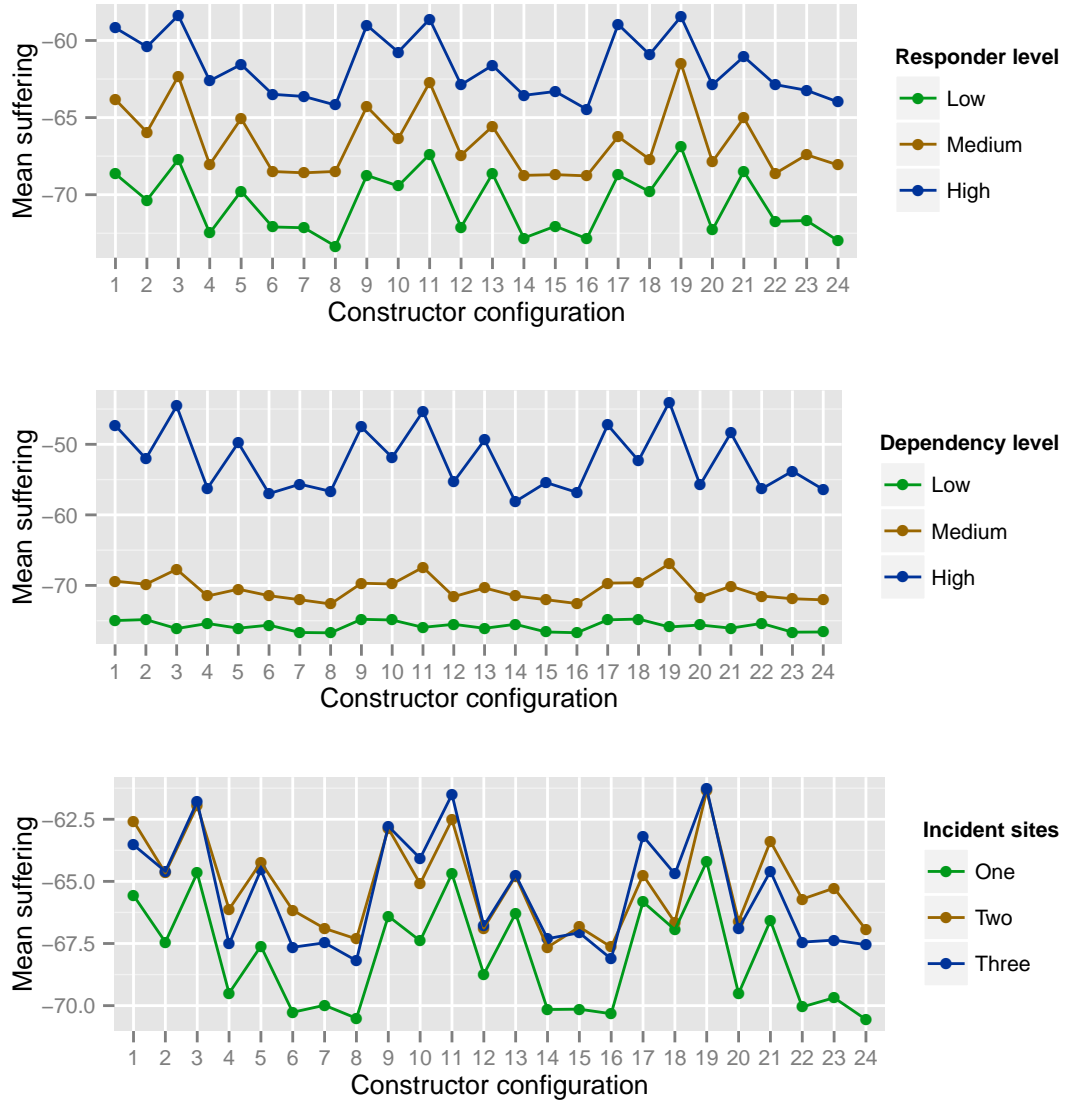 Mean suffering
−60
−65
−70
1 2 3 4 5 6 7 8 9 10 11 12 13 14 15 16 17 18 19 20 21 22 23 24
Constructor configuration
Responder level
Low
Medium
High
Mean suffering
−50
−60
−70
1 2 3 4 5 6 7 8 9 10 11 12 13 14 15 16 17 18 19 20 21 22 23 24
Constructor configuration
Dependency level
Low
Medium
High
Mean suffering
−62.5
−65.0
−67.5
−70.0
1 2 3 4 5 6 7 8 9 10 11 12 13 14 15 16 17 18 19 20 21 22 23 24
Constructor configuration
Incident sites
One
Two
Three